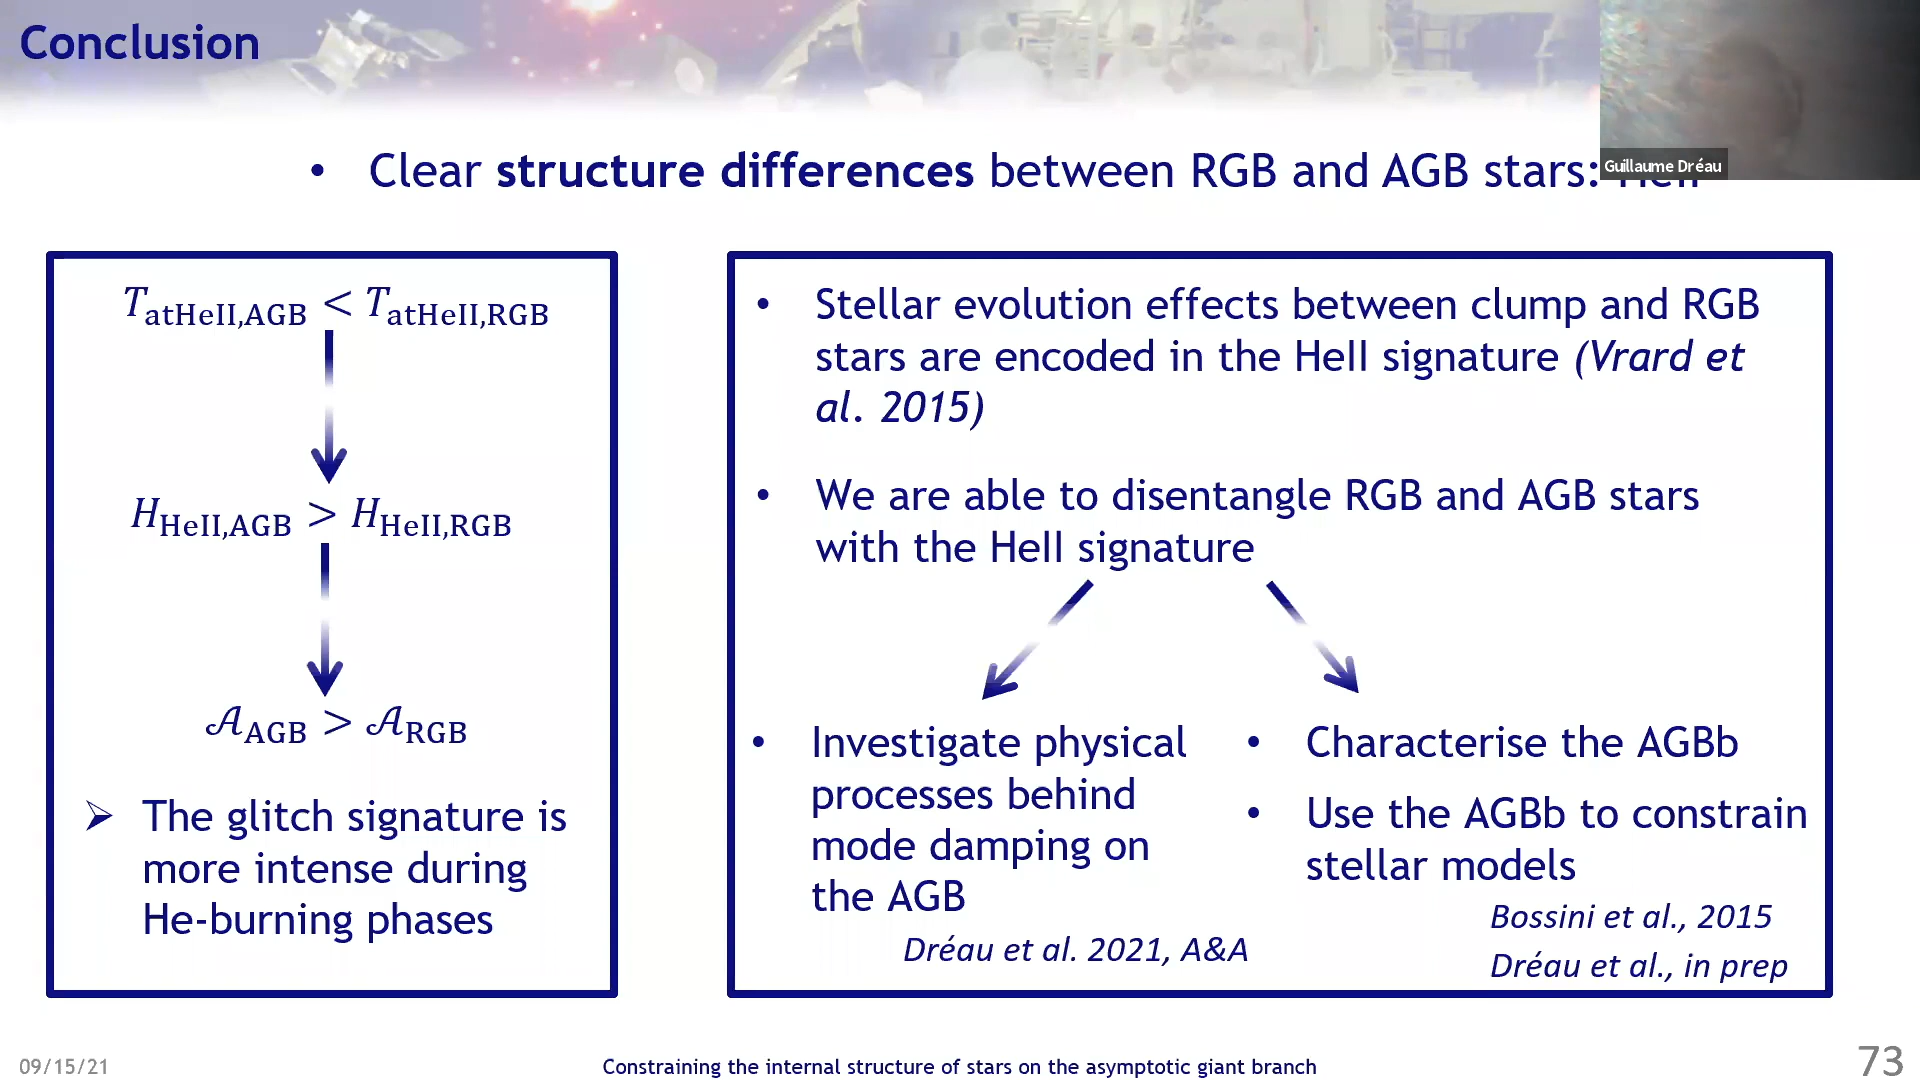 Conclusion
Guillaume Dréau
• Clear structure differences between RGB and AGB stars: HeII
T_atHeII,AGB < T_atHeII,RGB
H_HeII,AGB > H_HeII,RGB
𝒜_AGB > 𝒜_RGB
➢ The glitch signature is
more intense during
He-burning phases
• Stellar evolution effects between clump and RGB
stars are encoded in the HeII signature (Vrard et
al. 2015)
• We are able to disentangle RGB and AGB stars
with the HeII signature
• Investigate physical
processes behind
mode damping on
the AGB
Dréau et al. 2021, A&A
• Characterise the AGBb
• Use the AGBb to constrain
stellar models
Bossini et al., 2015
Dréau et al., in prep
09/15/21
Constraining the internal structure of stars on the asymptotic giant branch
73